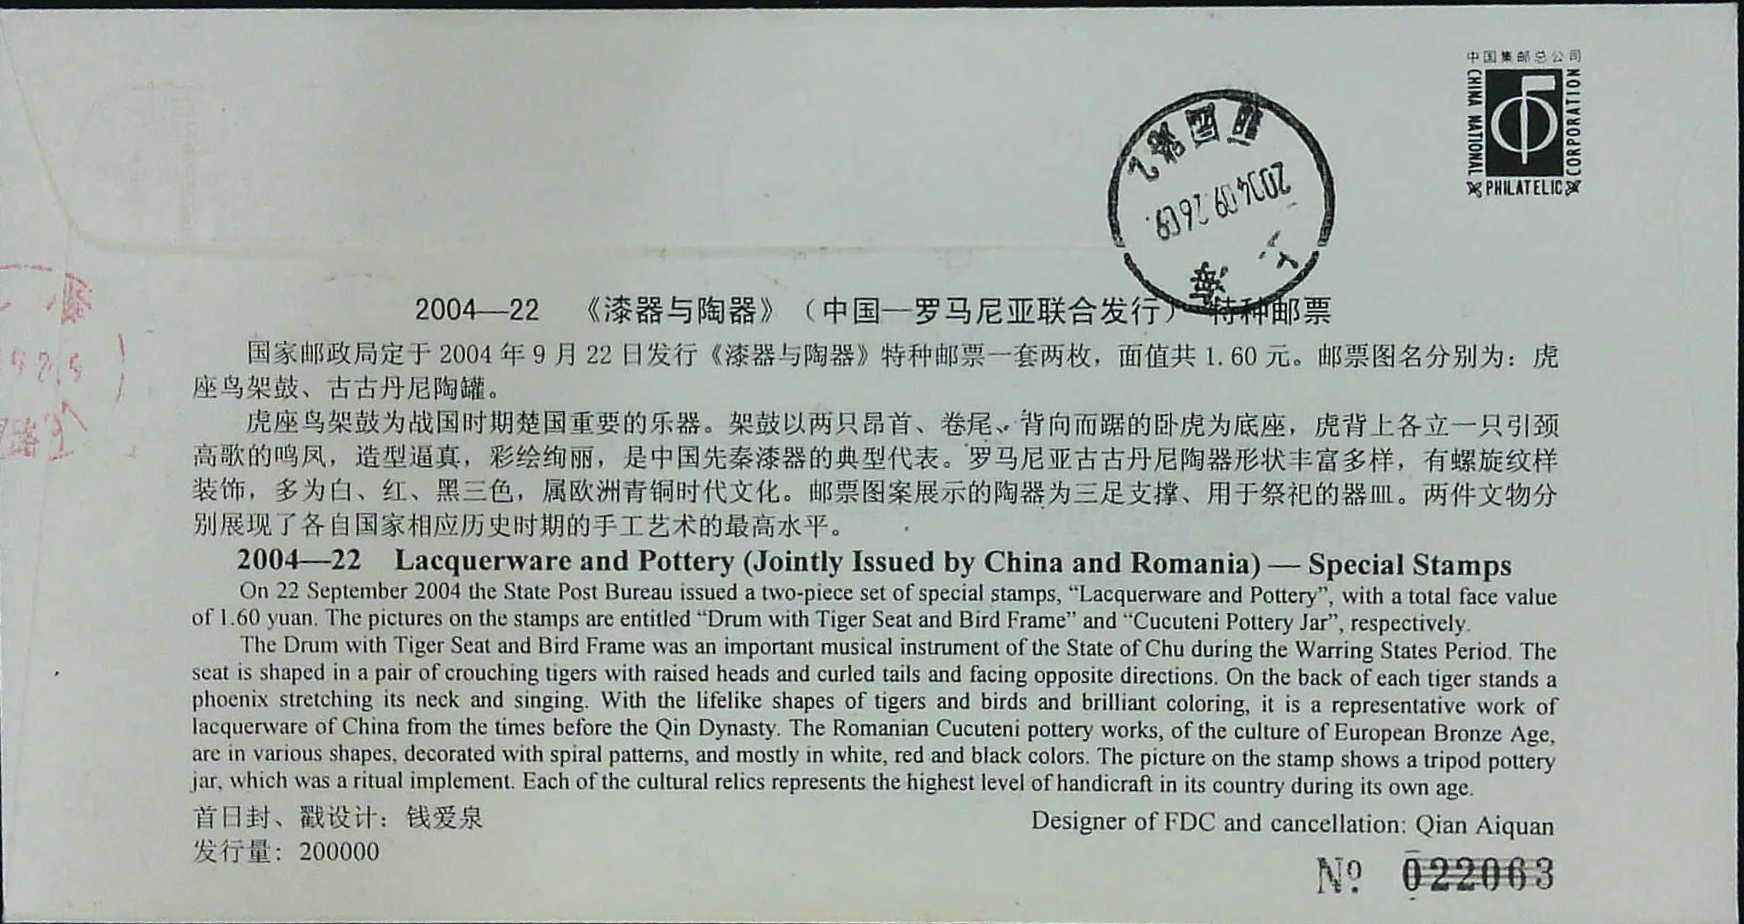 中国集邮总公司
CHINA NATIONAL
PHILATELIC
CORPORATION
上海
2004.09.26.09
2004—22 《漆器与陶器》（中国—罗马尼亚联合发行） 特种邮票
国家邮政局定于 2004 年 9 月 22 日发行《漆器与陶器》特种邮票一套两枚，面值共 1.60 元。邮票图名分别为：虎
座鸟架鼓、古古丹尼陶罐。
虎座鸟架鼓为战国时期楚国重要的乐器。架鼓以两只昂首、卷尾、背向而踞的卧虎为底座，虎背上各立一只引颈
高歌的鸣凤，造型逼真，彩绘绚丽，是中国先秦漆器的典型代表。罗马尼亚古古丹尼陶器形状丰富多样，有螺旋纹样
装饰，多为白、红、黑三色，属欧洲青铜时代文化。邮票图案展示的陶器为三足支撑、用于祭祀的器皿。两件文物分
别展现了各自国家相应历史时期的手工艺术的最高水平。
2004—22 Lacquerware and Pottery (Jointly Issued by China and Romania) — Special Stamps
On 22 September 2004 the State Post Bureau issued a two-piece set of special stamps, “Lacquerware and Pottery”, with a total face value
of 1.60 yuan. The pictures on the stamps are entitled “Drum with Tiger Seat and Bird Frame” and “Cucuteni Pottery Jar”, respectively.
The Drum with Tiger Seat and Bird Frame was an important musical instrument of the State of Chu during the Warring States Period. The
seat is shaped in a pair of crouching tigers with raised heads and curled tails and facing opposite directions. On the back of each tiger stands a
phoenix stretching its neck and singing. With the lifelike shapes of tigers and birds and brilliant coloring, it is a representative work of
lacquerware of China from the times before the Qin Dynasty. The Romanian Cucuteni pottery works, of the culture of European Bronze Age,
are in various shapes, decorated with spiral patterns, and mostly in white, red and black colors. The picture on the stamp shows a tripod pottery
jar, which was a ritual implement. Each of the cultural relics represents the highest level of handicraft in its country during its own age.
首日封、戳设计：钱爱泉
Designer of FDC and cancellation: Qian Aiquan
发行量：200000
№ 022063